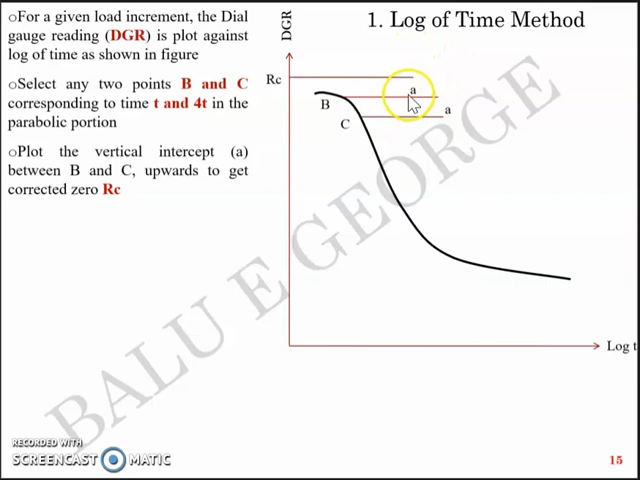 1. Log of Time Method
○For a given load increment, the Dial
gauge reading (DGR) is plot against
log of time as shown in figure
○Select any two points B and C
corresponding to time t and 4t in the
parabolic portion
○Plot the vertical intercept (a)
between B and C, upwards to get
corrected zero Rc
DGR
Rc
a
B
a
C
Log t
BALU E GEORGE
RECORDED WITH
SCREENCAST MATIC
15